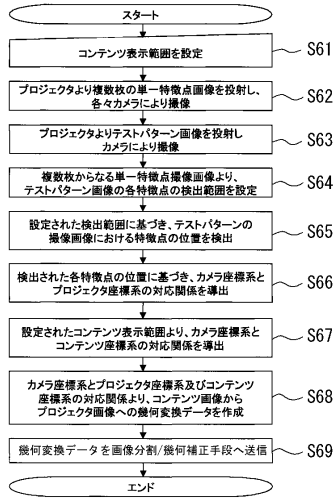 スタート
コンテンツ表示範囲を設定
S61
プロジェクタより複数枚の単一特徴点画像を投射し、
各々カメラにより撮像
S62
プロジェクタよりテストパターン画像を投射し
カメラにより撮像
S63
複数枚からなる単一特徴点撮像画像より、
テストパターン画像の各特徴点の検出範囲を設定
S64
設定された検出範囲に基づき、テストパターンの
撮像画像における特徴点の位置を検出
S65
検出された各特徴点の位置に基づき、カメラ座標系と
プロジェクタ座標系の対応関係を導出
S66
設定されたコンテンツ表示範囲より、カメラ座標系と
コンテンツ座標系の対応関係を導出
S67
カメラ座標系とプロジェクタ座標系及びコンテンツ
座標系の対応関係より、コンテンツ画像から
プロジェクタ画像への幾何変換データを作成
S68
幾何変換データを画像分割/幾何補正手段へ送信
S69
エンド